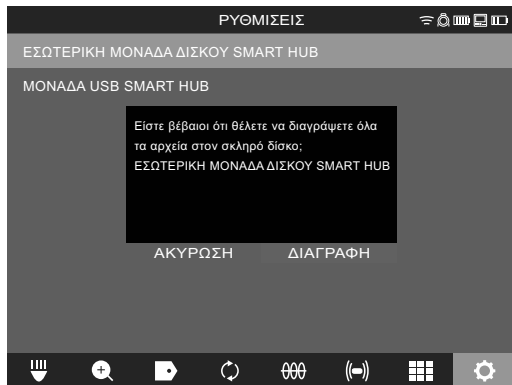 ΡΥΘΜΙΣΕΙΣ
ΕΣΩΤΕΡΙΚΗ ΜΟΝΑΔΑ ΔΙΣΚΟΥ SMART HUB
ΜΟΝΑΔΑ USB SMART HUB
Είστε βέβαιοι ότι θέλετε να διαγράψετε όλα
τα αρχεία στον σκληρό δίσκο;
ΕΣΩΤΕΡΙΚΗ ΜΟΝΑΔΑ ΔΙΣΚΟΥ SMART HUB
ΑΚΥΡΩΣΗ ΔΙΑΓΡΑΦΗ